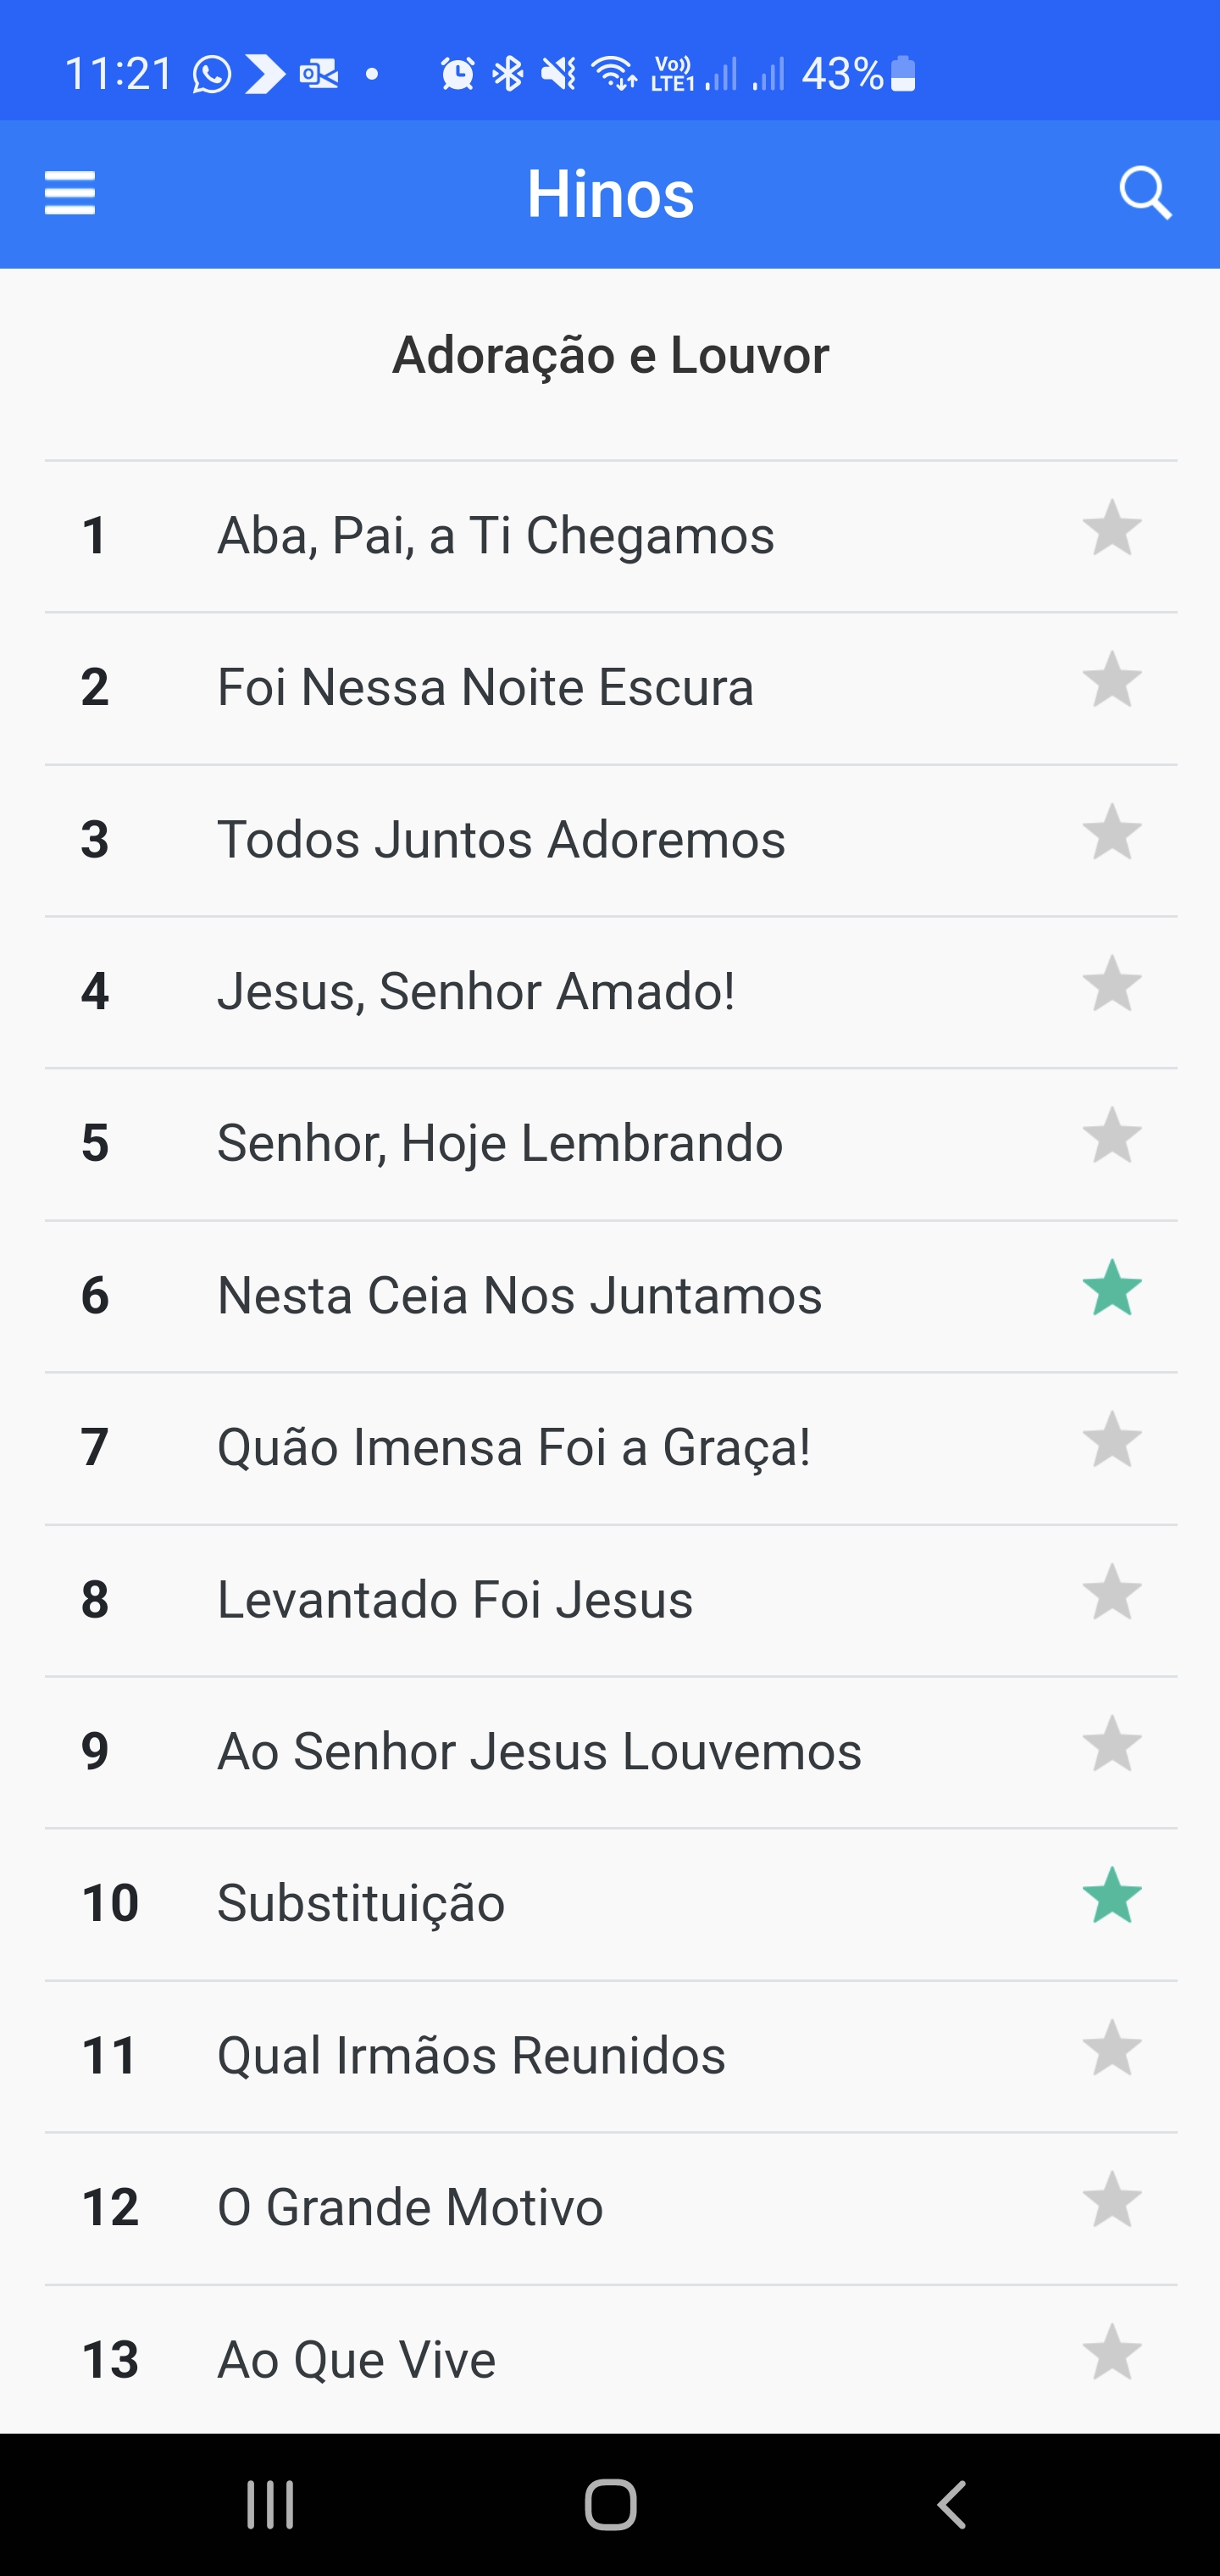 11:21 Vo)) LTE1 43%
Hinos
Adoração e Louvor
1 Aba, Pai, a Ti Chegamos
2 Foi Nessa Noite Escura
3 Todos Juntos Adoremos
4 Jesus, Senhor Amado!
5 Senhor, Hoje Lembrando
6 Nesta Ceia Nos Juntamos
7 Quão Imensa Foi a Graça!
8 Levantado Foi Jesus
9 Ao Senhor Jesus Louvemos
10 Substituição
11 Qual Irmãos Reunidos
12 O Grande Motivo
13 Ao Que Vive